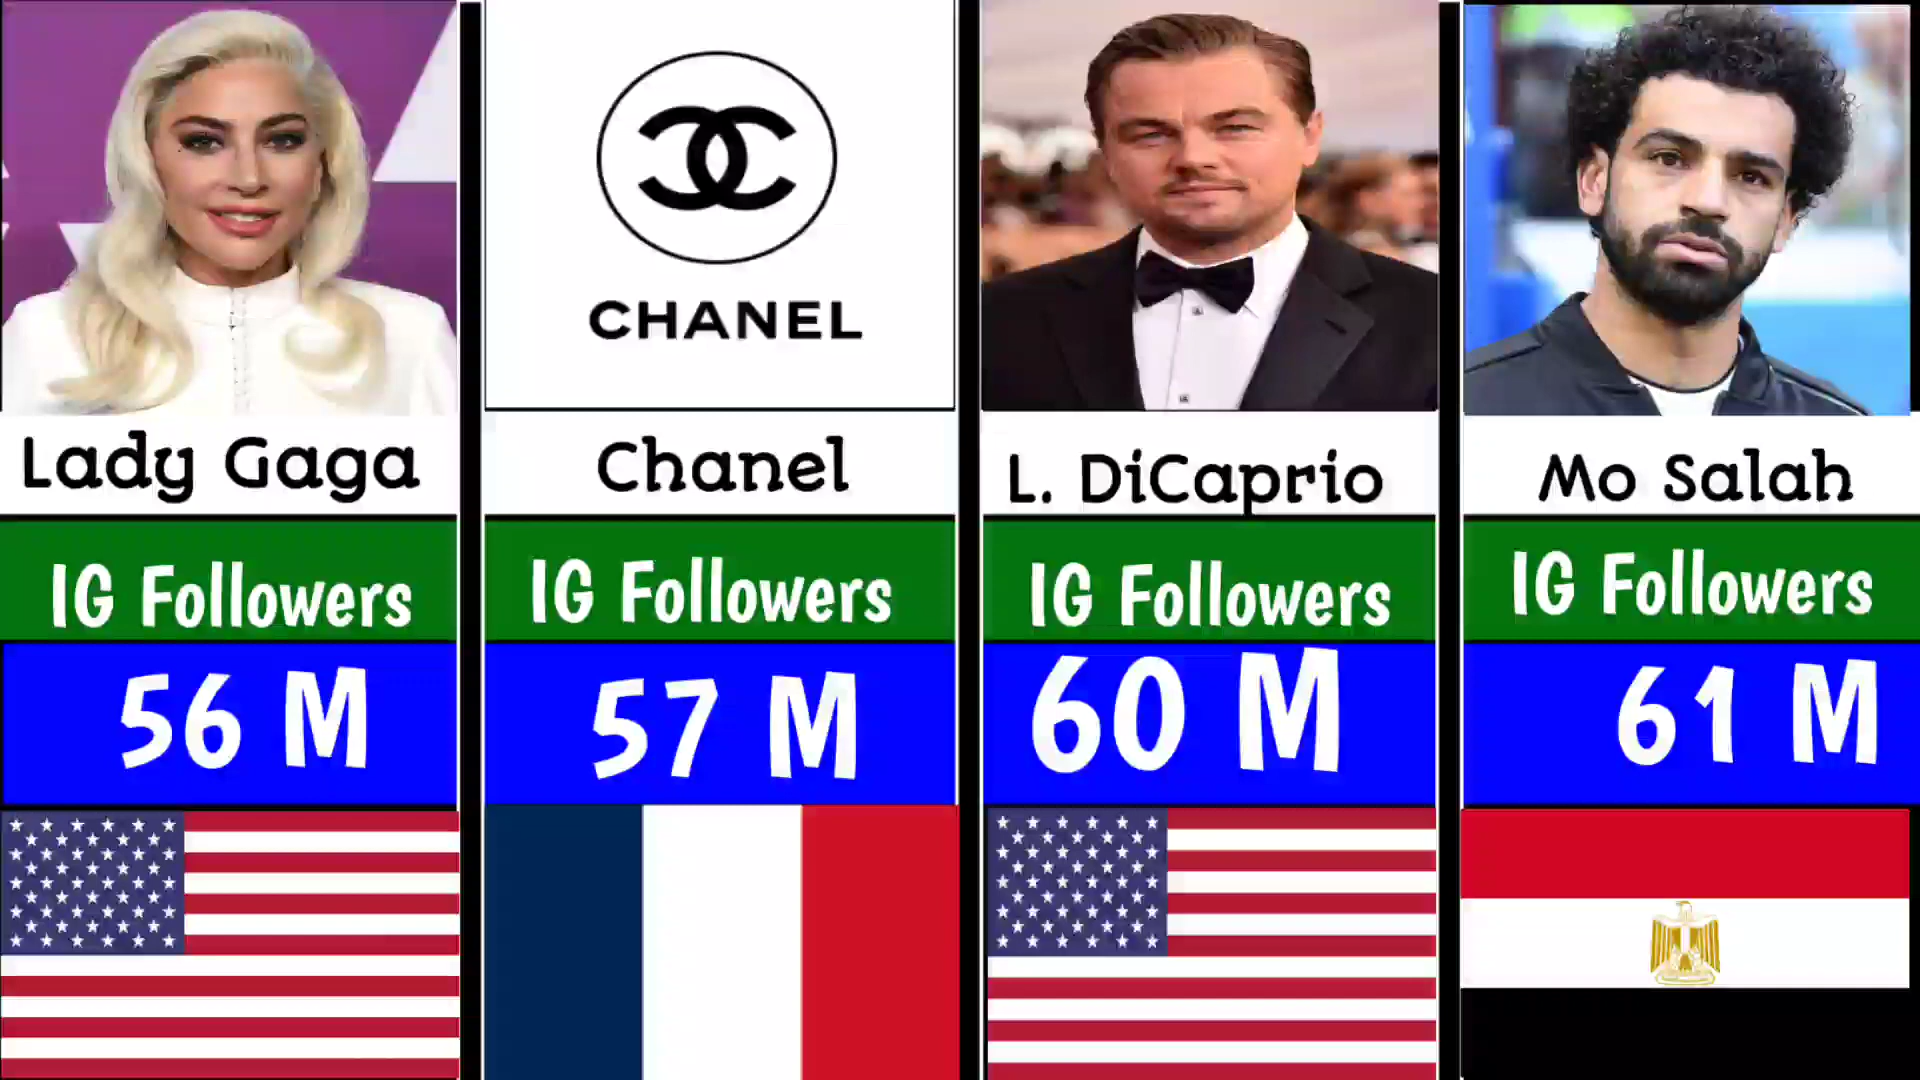 CHANEL
Lady Gaga
Chanel
L. DiCaprio
Mo Salah
IG Followers
IG Followers
IG Followers
IG Followers
56 M
57 M
60 M
61 M